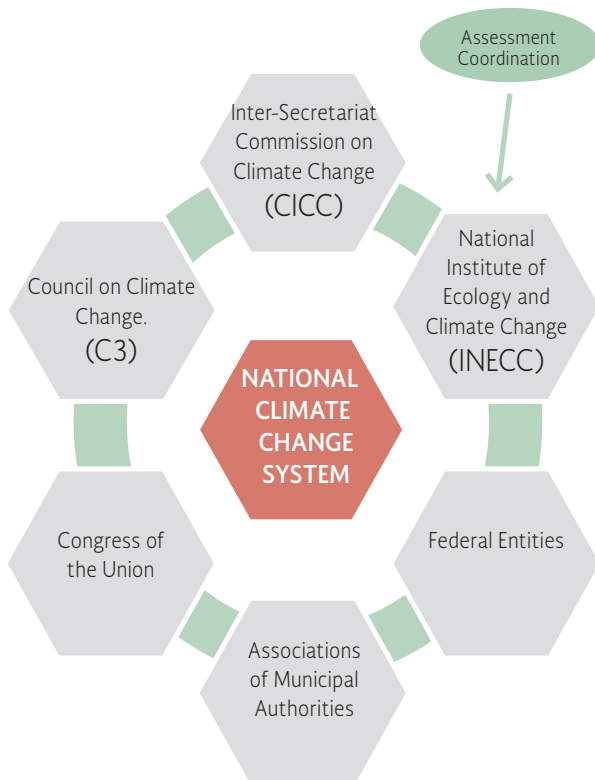 Assessment
Coordination
Inter-Secretariat
Commission on
Climate Change
(CICC)
National
Institute of
Ecology and
Climate Change
(INECC)
Council on Climate
Change.
(C3)
NATIONAL
CLIMATE
CHANGE
SYSTEM
Congress of
the Union
Federal Entities
Associations
of Municipal
Authorities